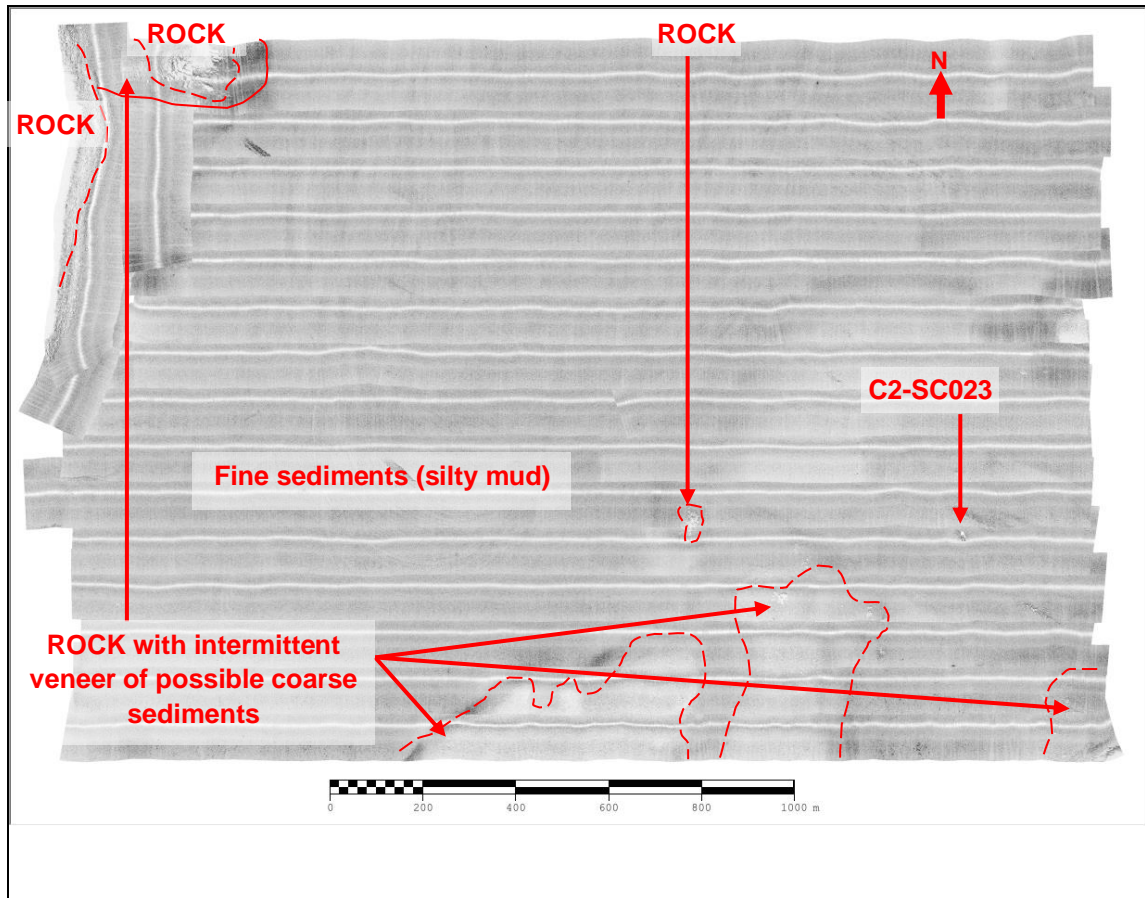 ROCK
ROCK
N
ROCK
C2-SC023
Fine sediments (silty mud)
ROCK with intermittent
veneer of possible coarse
sediments
0 200 400 600 800 1000 m